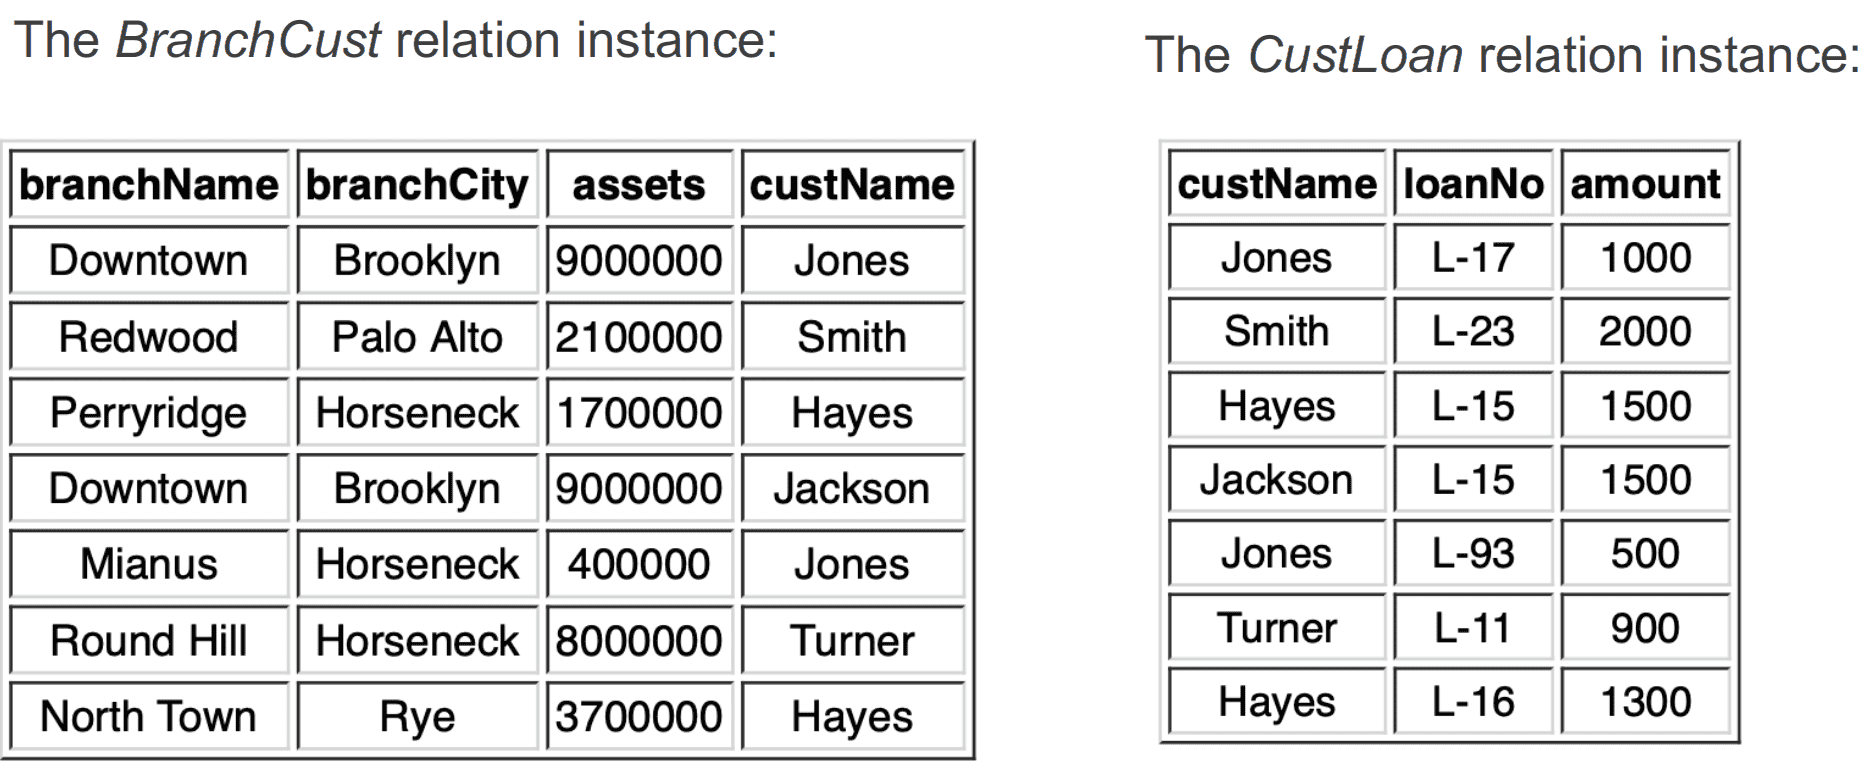 The BranchCust relation instance:
branchName branchCity assets custName
Downtown Brooklyn 9000000 Jones
Redwood Palo Alto 2100000 Smith
Perryridge Horseneck 1700000 Hayes
Downtown Brooklyn 9000000 Jackson
Mianus Horseneck 400000 Jones
Round Hill Horseneck 8000000 Turner
North Town Rye 3700000 Hayes
The CustLoan relation instance:
custName loanNo amount
Jones L-17 1000
Smith L-23 2000
Hayes L-15 1500
Jackson L-15 1500
Jones L-93 500
Turner L-11 900
Hayes L-16 1300